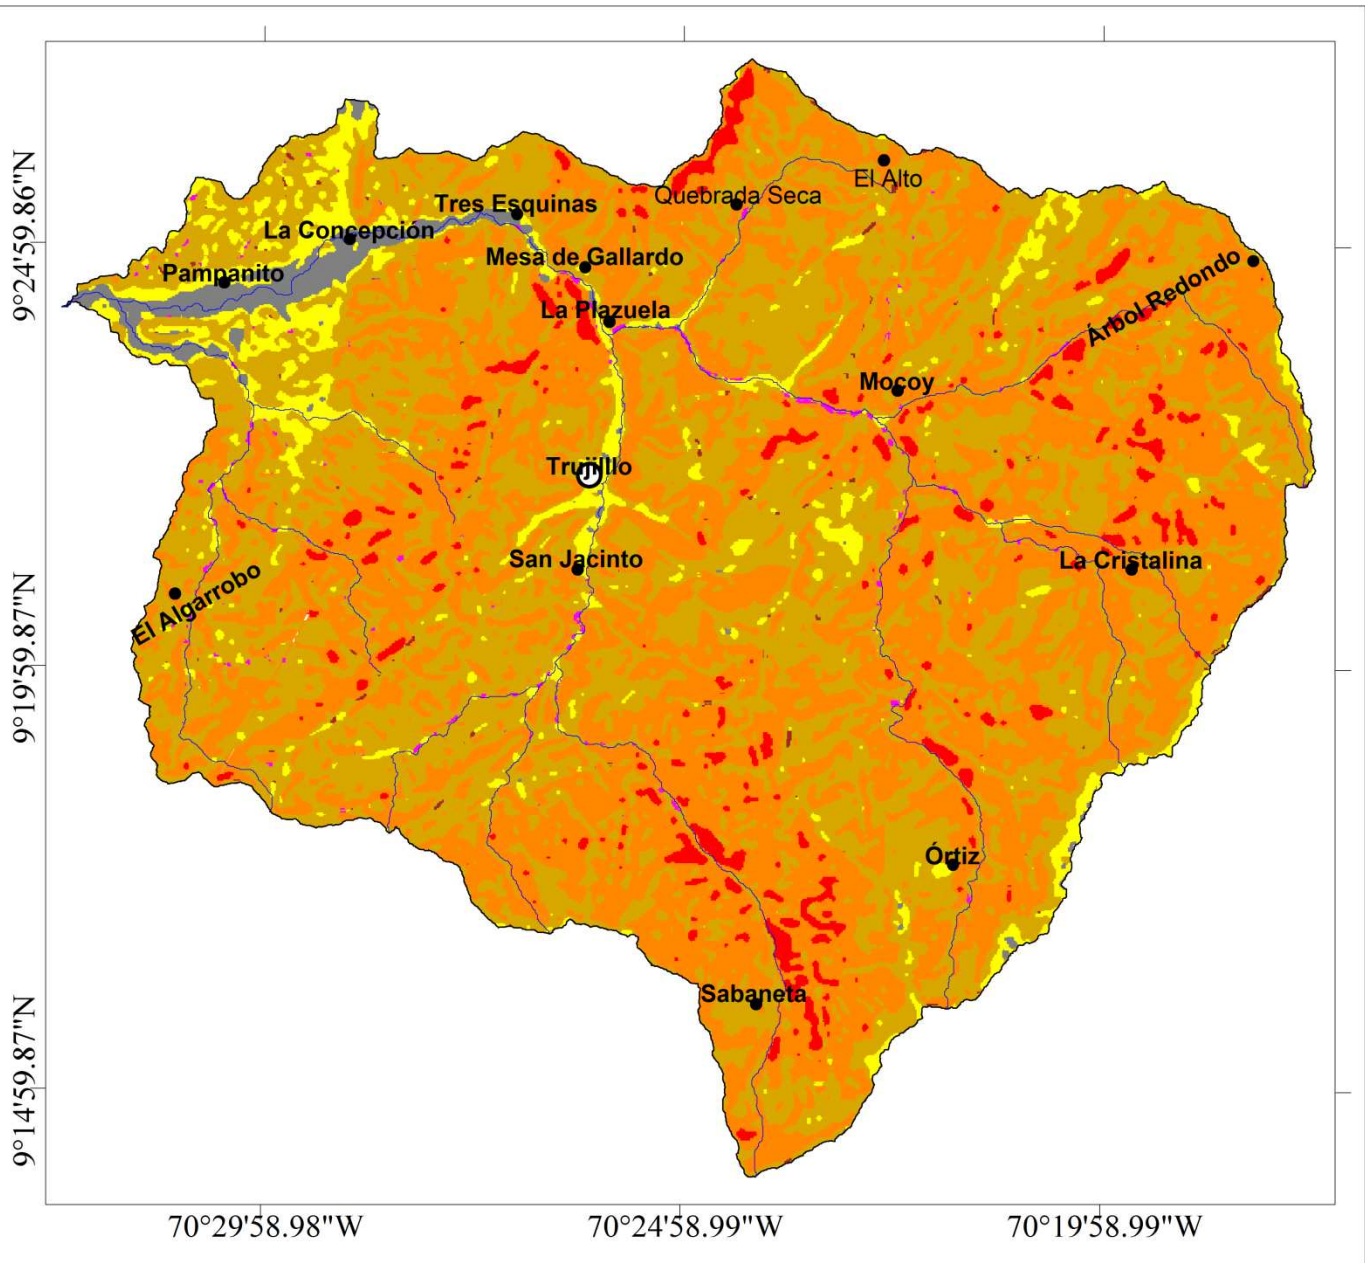 El Alto
Quebrada Seca
Tres Esquinas
La Concepción
Mesa de Gallardo
Pampanito
Árbol Redondo
La Plazuela
Mocoy
Trujillo
San Jacinto
La Cristalina
El Algarrobo
Órtiz
Sabaneta
9°24'59.86"N
9°19'59.87"N
9°14'59.87"N
70°29'58.98"W
70°24'58.99"W
70°19'58.99"W